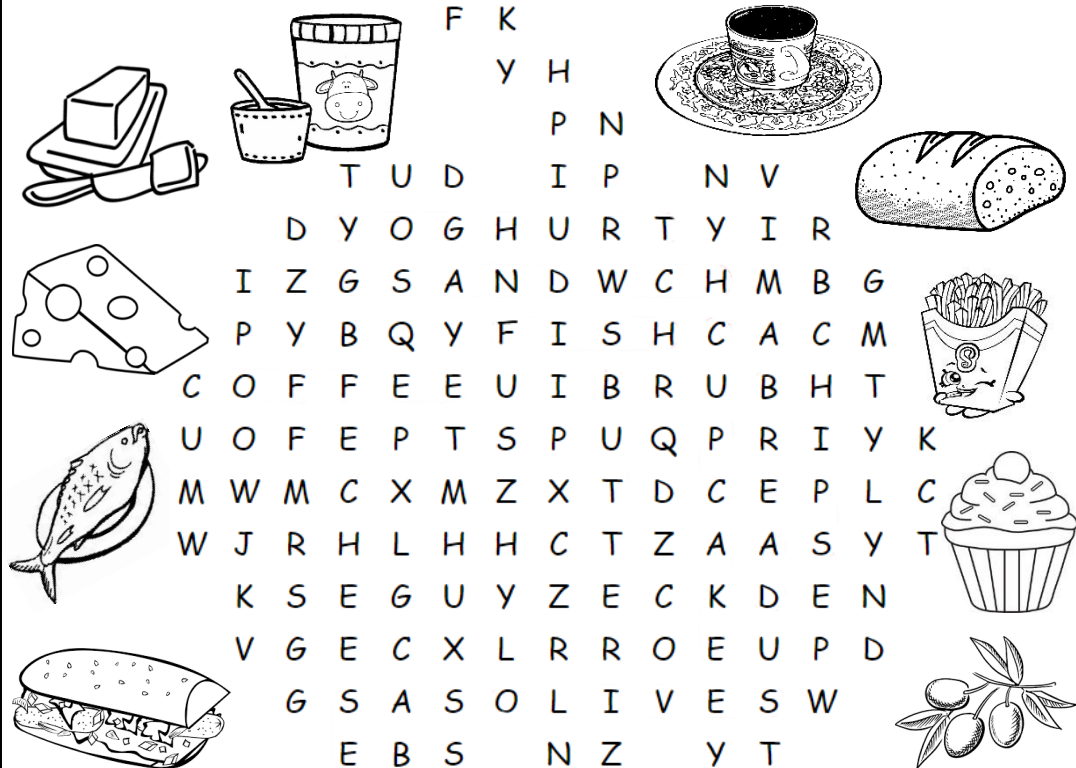 F K
Y H
P N
T U D I P N V
D Y O G H U R T Y I R
I Z G S A N D W C H M B G
P Y B Q Y F I S H C A C M
C O F F E E U I B R U B H T
U O F E P T S P U Q P R I Y K
M W M C X M Z X T D C E P L C
W J R H L H H C T Z A A S Y T
K S E G U Y Z E C K D E N
V G E C X L R R O E U P D
G S A S O L I V E S W
E B S N Z Y T